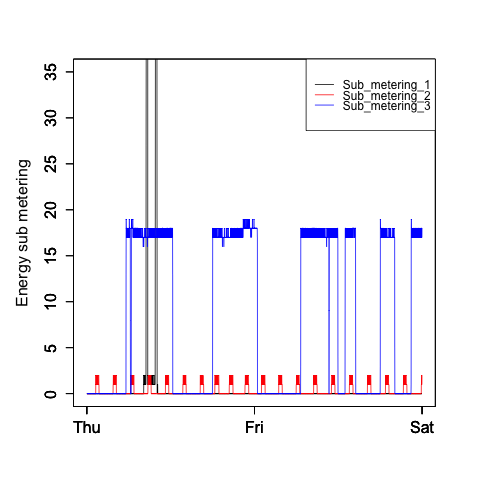 35
30
25
20
15
10
5
0
Energy sub metering
Sub_metering_1
Sub_metering_2
Sub_metering_3
Thu Fri Sat